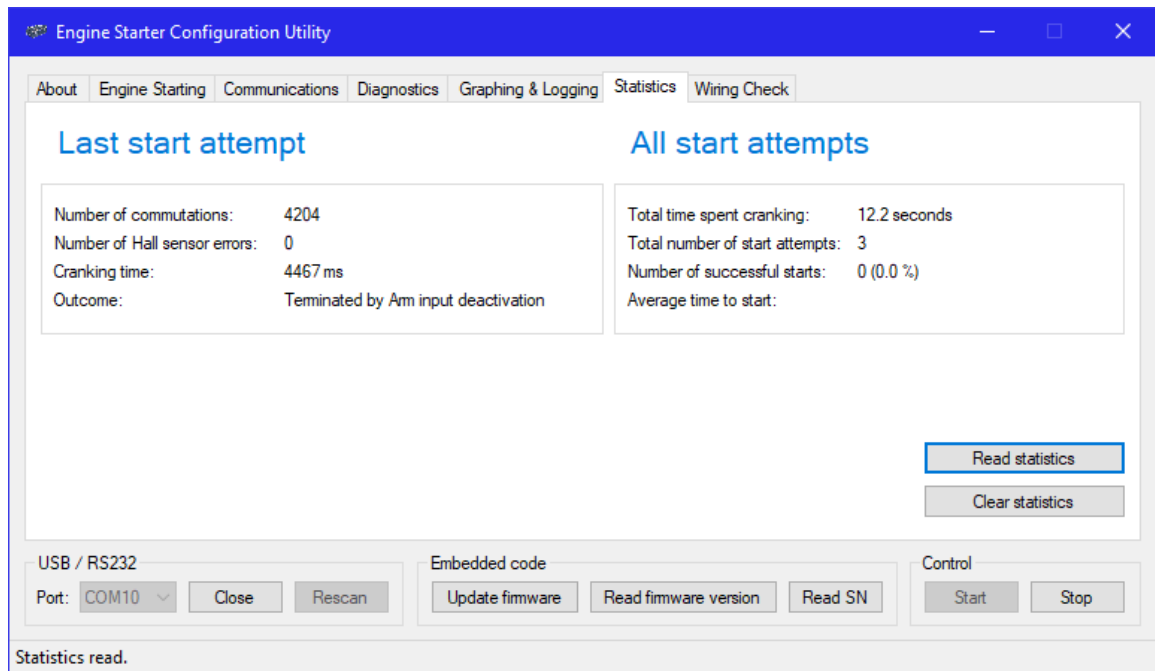 Engine Starter Configuration Utility
About Engine Starting Communications Diagnostics Graphing & Logging Statistics Wiring Check
Last start attempt
Number of commutations: 4204
Number of Hall sensor errors: 0
Cranking time: 4467 ms
Outcome: Terminated by Arm input deactivation
All start attempts
Total time spent cranking: 12.2 seconds
Total number of start attempts: 3
Number of successful starts: 0 (0.0 %)
Average time to start:
Read statistics
Clear statistics
USB / RS232
Port: COM10 Close Rescan
Embedded code
Update firmware Read firmware version Read SN
Control
Start Stop
Statistics read.